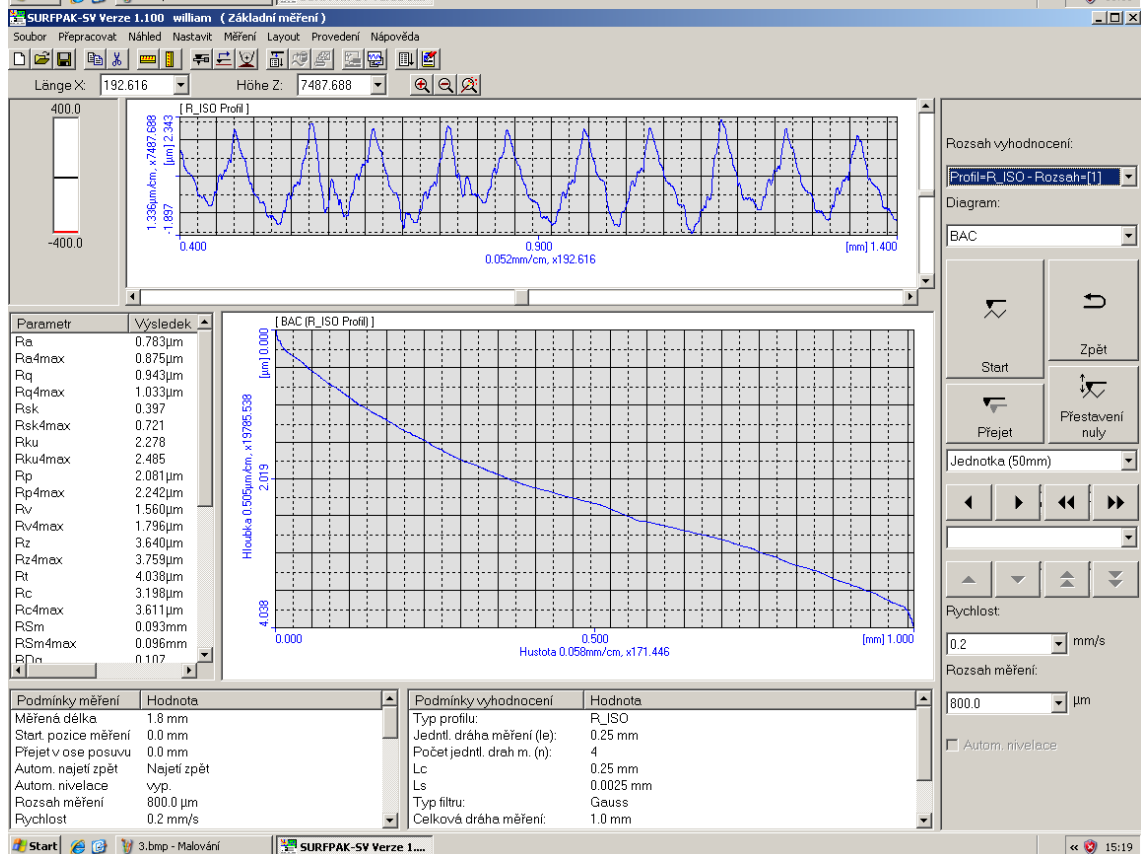 SURFPAK-SV Verze 1.100 william ( Základní měření )
Soubor Přepracovat Náhled Nastavit Měření Layout Provedení Nápověda
Länge X: 192.616 Höhe Z: 7487.688
400.0
-400.0
[ R_ISO Profil ]
1.336µm/cm, x7487.688
-1.897 [µm] 2.343
0.400 0.900 [mm] 1.400
0.052mm/cm, x192.616
Parametr Výsledek
Ra 0.783µm
Ra4max 0.875µm
Rq 0.943µm
Rq4max 1.033µm
Rsk 0.397
Rsk4max 0.721
Rku 2.278
Rku4max 2.485
Rp 2.081µm
Rp4max 2.242µm
Rv 1.560µm
Rv4max 1.796µm
Rz 3.640µm
Rz4max 3.759µm
Rt 4.038µm
Rc 3.198µm
Rc4max 3.611µm
RSm 0.093mm
RSm4max 0.096mm
RDq 0.107
[ BAC (R_ISO Profil) ]
Hloubka 0.505µm/cm, x19785.538
4.038 2.019 [µm] 0.000
0.000 0.500 [mm] 1.000
Hustota 0.058mm/cm, x171.446
Rozsah vyhodnocení:
Profil=R_ISO - Rozsah=[1]
Diagram:
BAC
Start
Zpět
Přejet
Přestavení
nuly
Jednotka (50mm)
Rychlost:
0.2 mm/s
Rozsah měření:
800.0 µm
Autom. nivelace
Podmínky měření Hodnota
Měřená délka 1.8 mm
Start. pozice měření 0.0 mm
Přejet v ose posuvu 0.0 mm
Autom. najetí zpět Najetí zpět
Autom. nivelace vyp.
Rozsah měření 800.0 µm
Rychlost 0.2 mm/s
Podmínky vyhodnocení Hodnota
Typ profilu: R_ISO
Jedntl. dráha měření (le): 0.25 mm
Počet jedntl. drah m. (n): 4
Lc 0.25 mm
Ls 0.0025 mm
Typ filtru: Gauss
Celková dráha měření: 1.0 mm
Start 3.bmp - Malování SURFPAK-SV Verze 1.... « 15:19